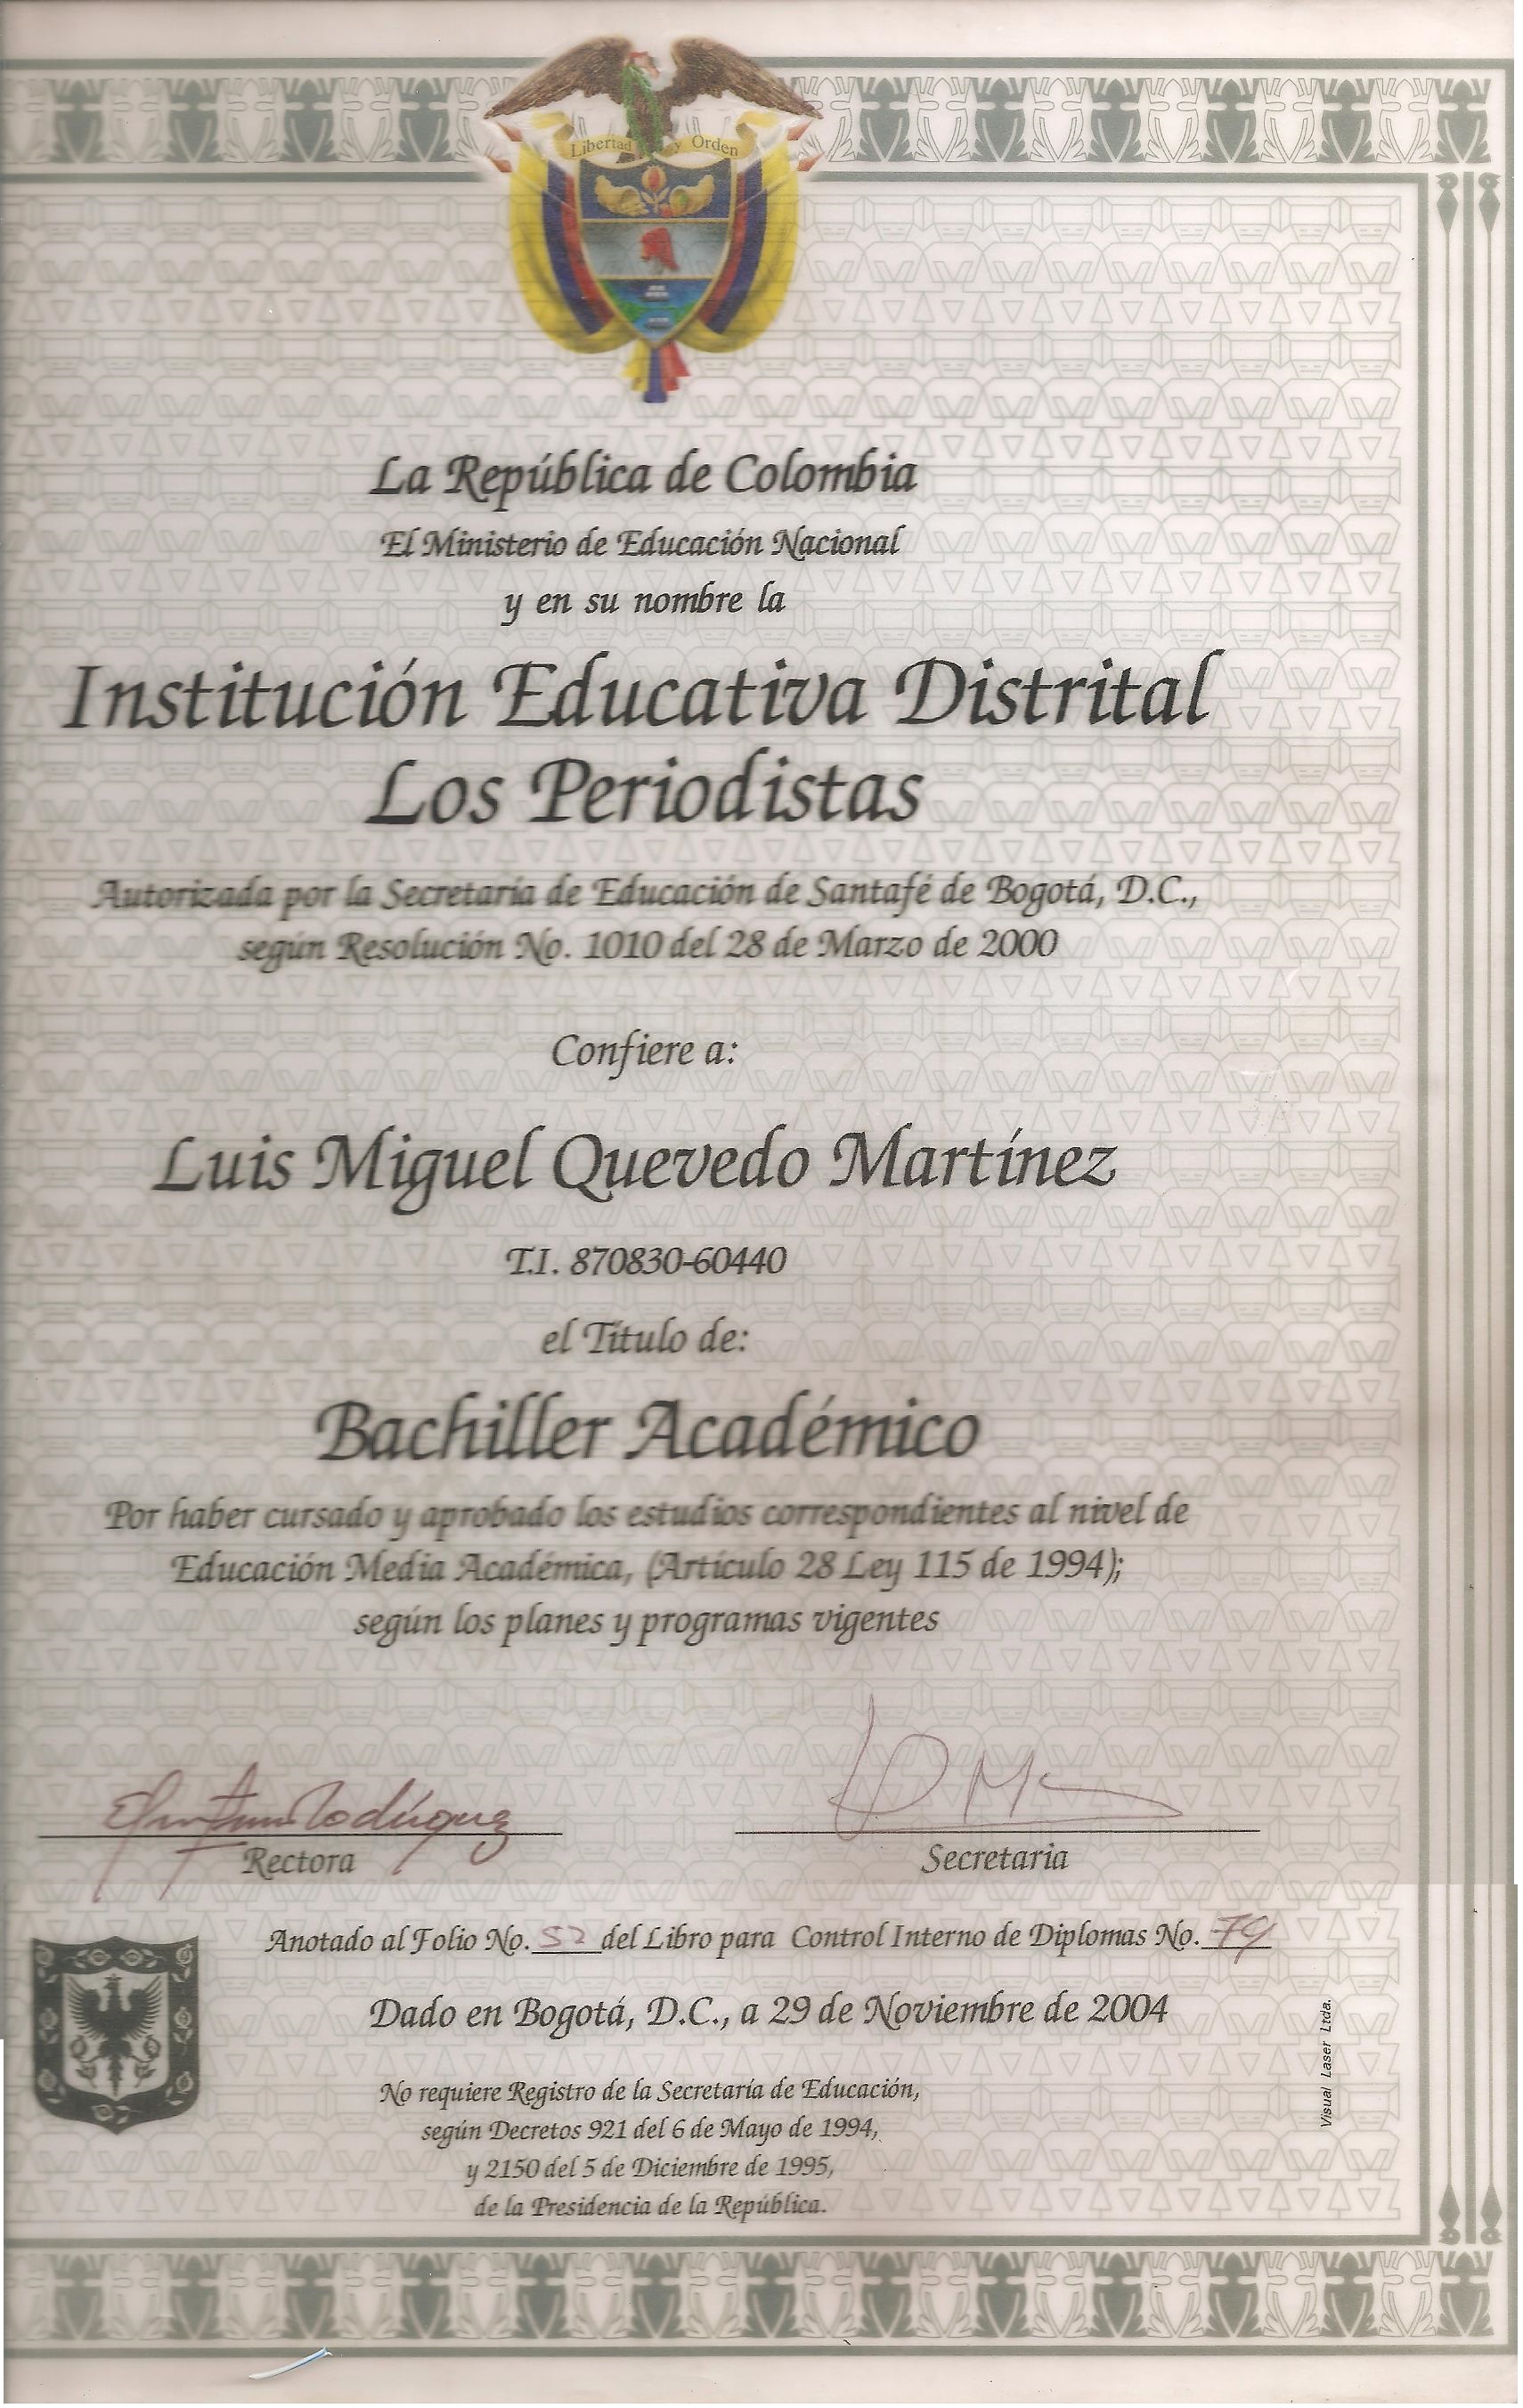 Libertad y Orden
La República de Colombia
El Ministerio de Educación Nacional
y en su nombre la
Institución Educativa Distrital
Los Periodistas
Autorizada por la Secretaría de Educación de Santafé de Bogotá, D.C.,
según Resolución No. 1010 del 28 de Marzo de 2000
Confiere a:
Luis Miguel Quevedo Martínez
T.I. 870830-60440
el Título de:
Bachiller Académico
Por haber cursado y aprobado los estudios correspondientes al nivel de
Educación Media Académica, (Artículo 28 Ley 115 de 1994);
según los planes y programas vigentes
Rectora
Secretaria
Anotado al Folio No. 52 del Libro para Control Interno de Diplomas No.
Dado en Bogotá, D.C., a 29 de Noviembre de 2004
No requiere Registro de la Secretaría de Educación,
según Decretos 921 del 6 de Mayo de 1994,
y 2150 del 5 de Diciembre de 1995,
de la Presidencia de la República.
Visual Laser Ltda.